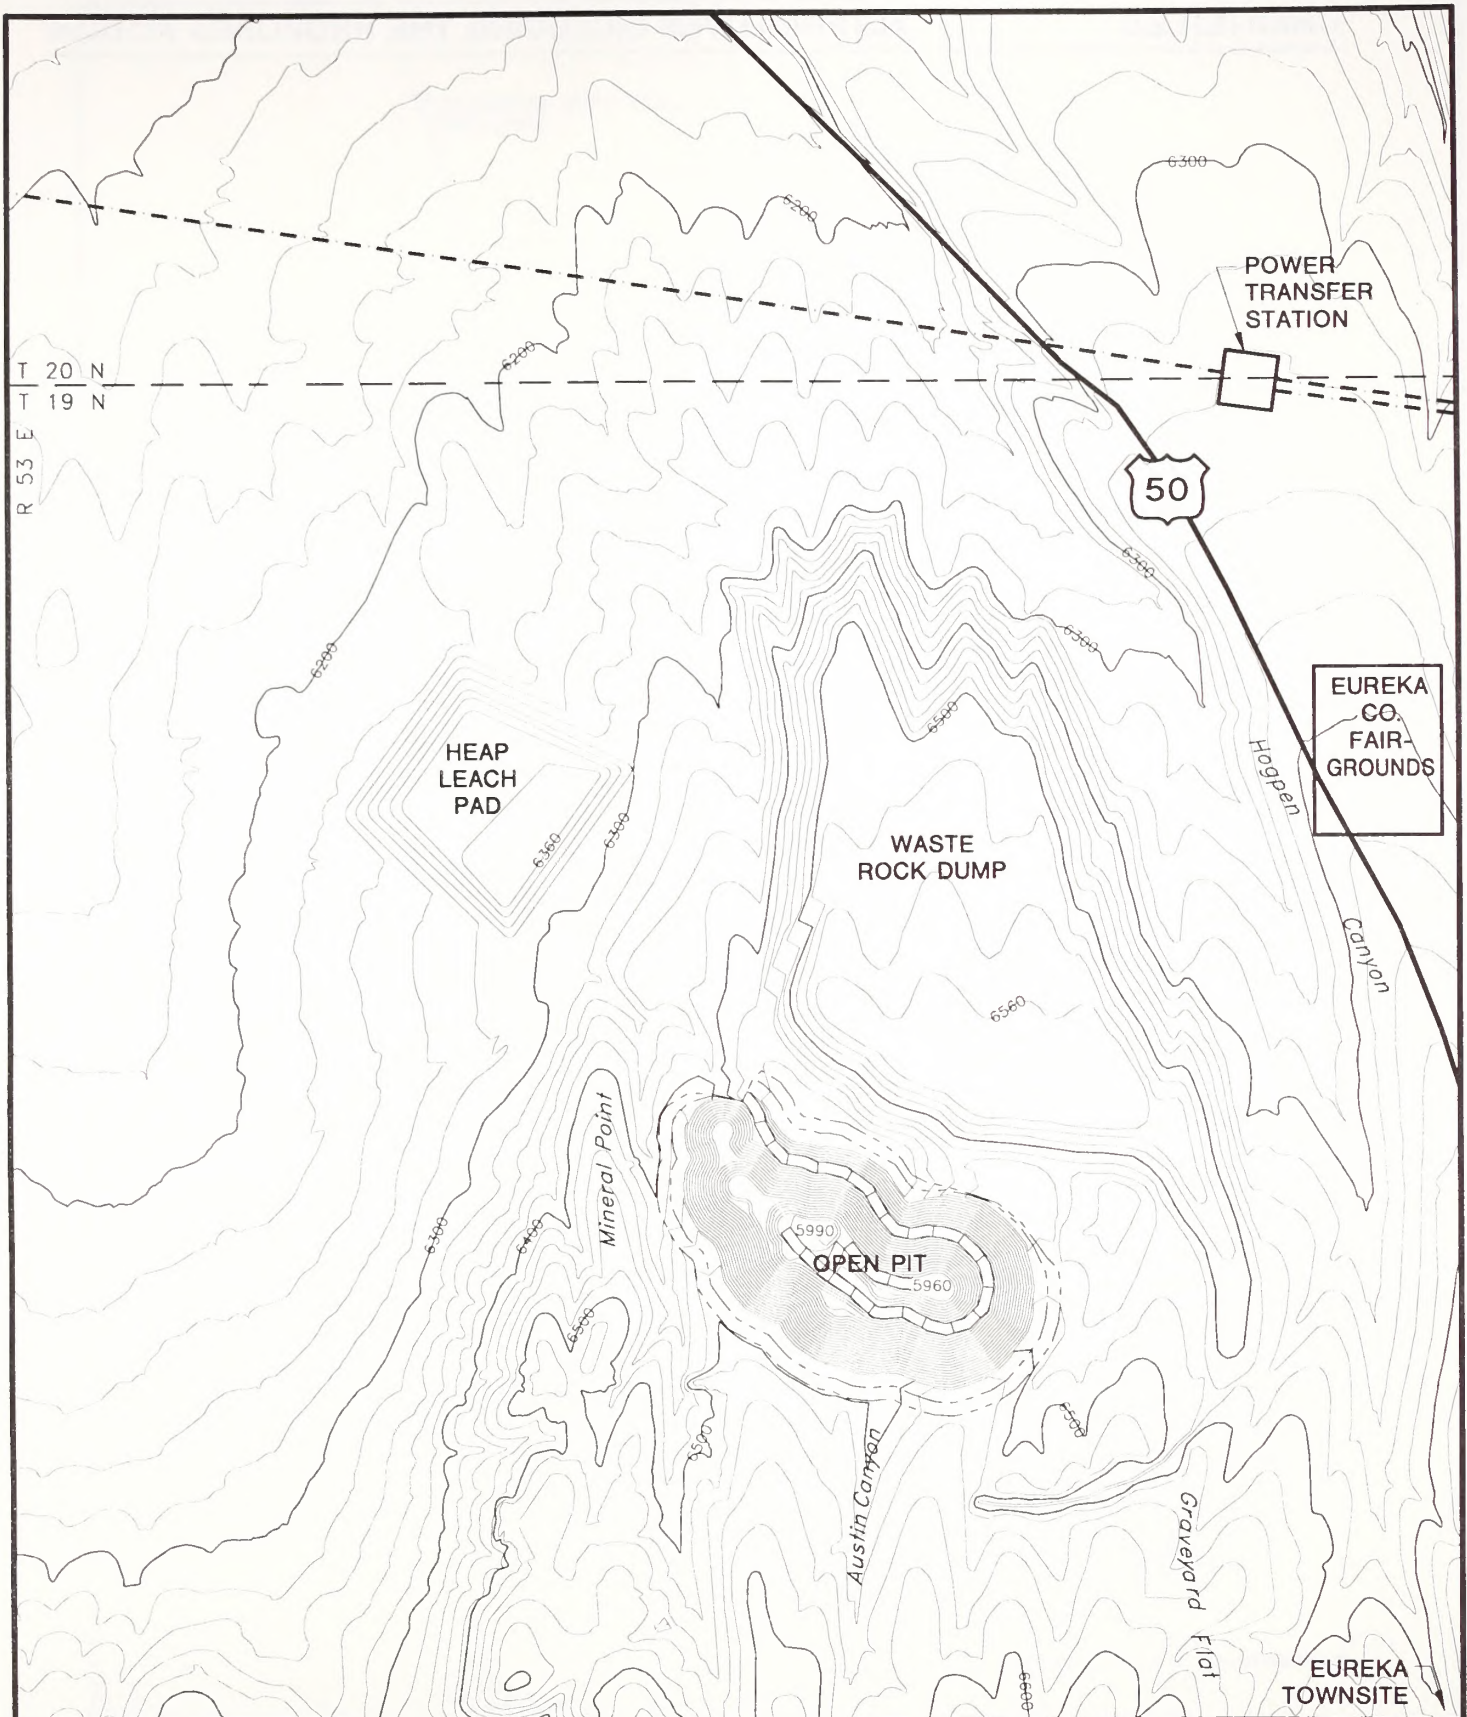 6300
6200
POWER
TRANSFER
STATION
6200
T 20 N
T 19 N
R 53 E
50
6300
6300
6200
EUREKA
CO.
FAIR-
GROUNDS
6500
HEAP
LEACH
PAD
Hogpen
Canyon
6360
6300
WASTE
ROCK DUMP
6560
Mineral Point
6300
6400
5990
OPEN PIT
5960
6500
6500
6500
Austin Canyon
Graveyard Flat
6600
EUREKA
TOWNSITE